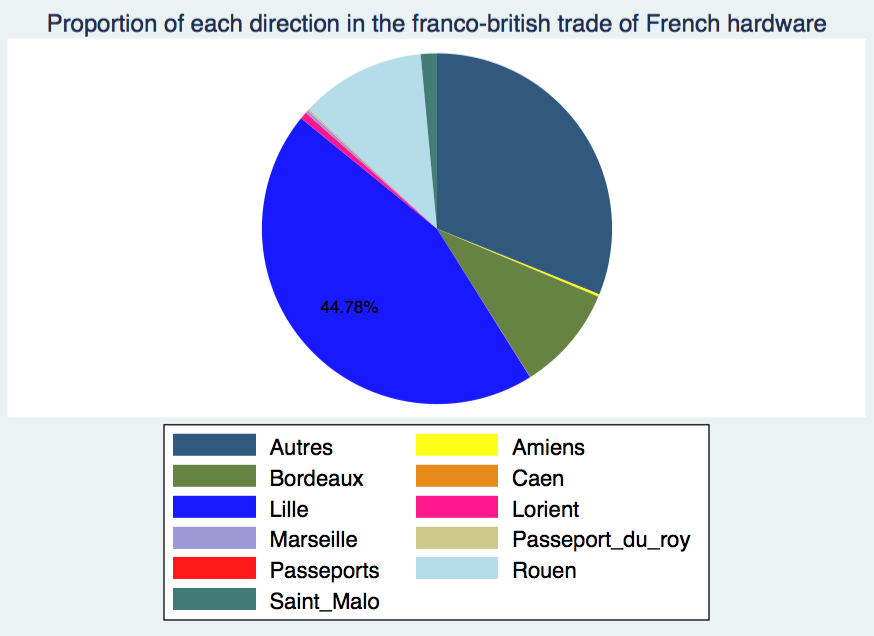 Proportion of each direction in the franco-british trade of French hardware
44.78%
Autres Amiens
Bordeaux Caen
Lille Lorient
Marseille Passeport_du_roy
Passeports Rouen
Saint_Malo